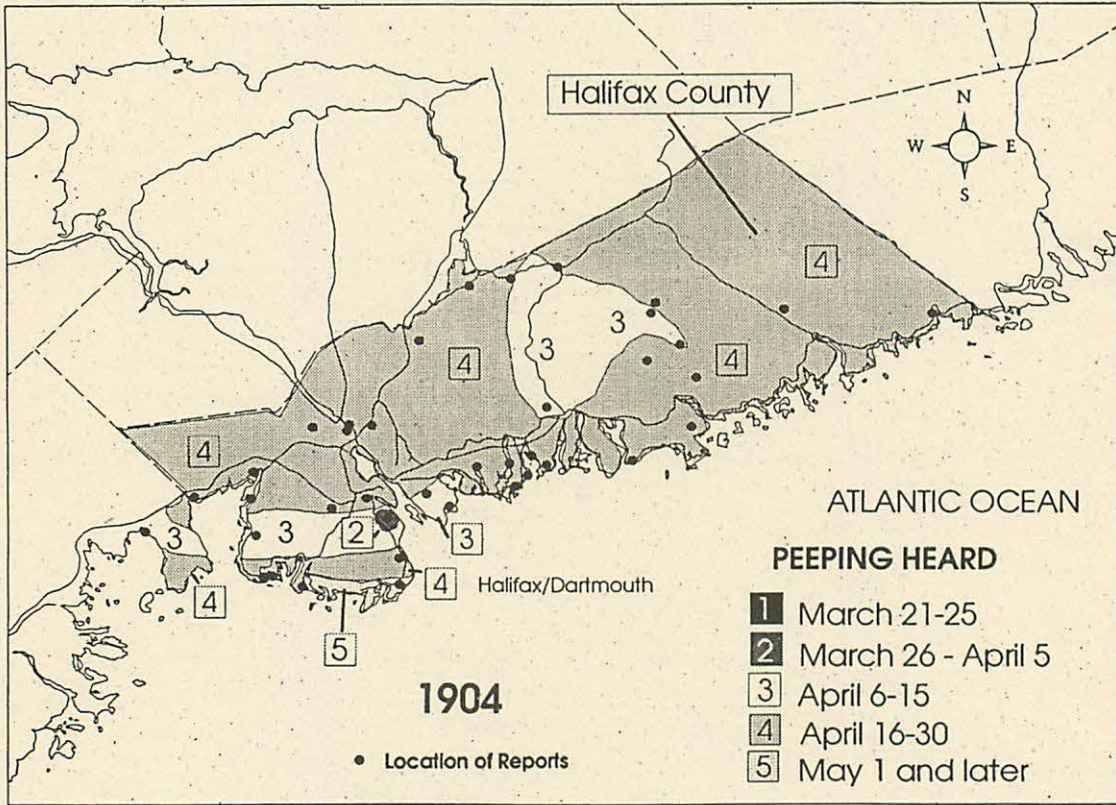 Halifax County
N
W E
S
4
4
3
3
4
4
3
3
2
3
4
4
5
Halifax/Dartmouth
1904
• Location of Reports
ATLANTIC OCEAN
PEEPING HEARD
1 March 21-25
2 March 26 - April 5
3 April 6-15
4 April 16-30
5 May 1 and later